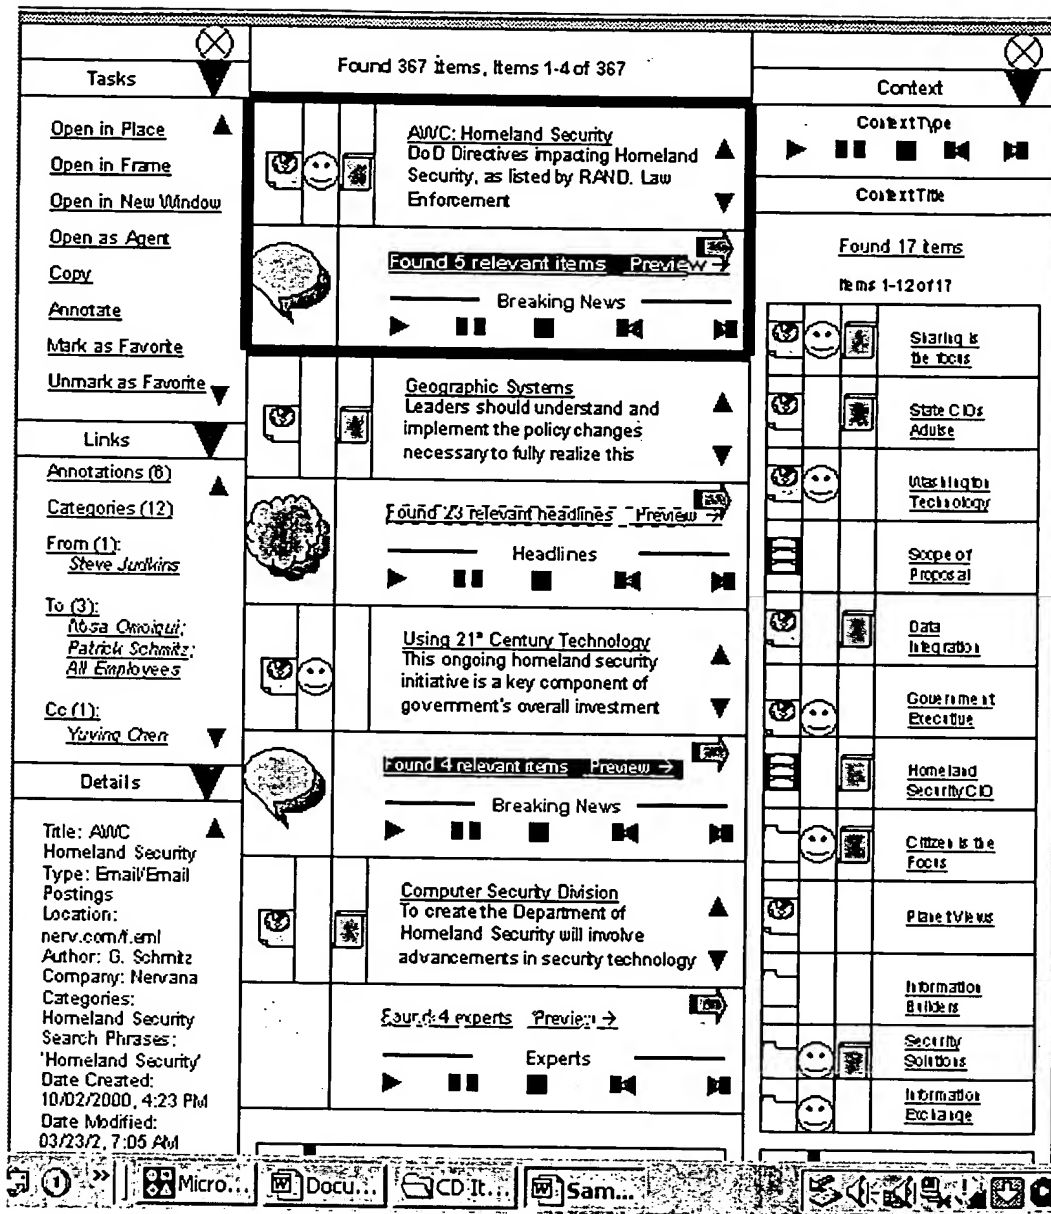 Tasks
Open in Place
Open in Frame
Open in New Window
Open as Agent
Copy
Annotate
Mark as Favorite
Unmark as Favorite
Links
Annotations (6)
Categories (12)
From (1):
Steve Judkins
To (3):
Nosa Omoigui;
Patrick Schmitz;
All Employees
Cc (1):
Yuying Chen
Details
Title: AWC
Homeland Security
Type: Email/Email
Postings
Location:
nerv.com/f.eml
Author: G. Schmitz
Company: Nervana
Categories:
Homeland Security
Search Phrases:
'Homeland Security'
Date Created:
10/02/2000, 4:23 PM
Date Modified:
03/23/2, 7:05 AM
Found 367 items, Items 1-4 of 367
AWC: Homeland Security
DoD Directives impacting Homeland
Security, as listed by RAND. Law
Enforcement
Found 5 relevant items Preview →
Breaking News
Geographic Systems
Leaders should understand and
implement the policy changes
necessary to fully realize this
Found 23 relevant headlines Preview →
Headlines
Using 21st Century Technology
This ongoing homeland security
initiative is a key component of
government's overall investment
Found 4 relevant items Preview →
Breaking News
Computer Security Division
To create the Department of
Homeland Security will involve
advancements in security technology
Found 4 experts Preview →
Experts
Context
Context Type
Context Title
Found 17 items
Items 1-12 of 17
Sharing is
the focus
State CIOs
Advise
Washington
Technology
Scope of
Proposal
Data
Integration
Government
Executive
Homeland
Security CIO
Citizen is the
Focus
Planet Views
Information
Builders
Security
Solutions
Information
Exchange
Micro...
Docu...
CD It...
Sam...